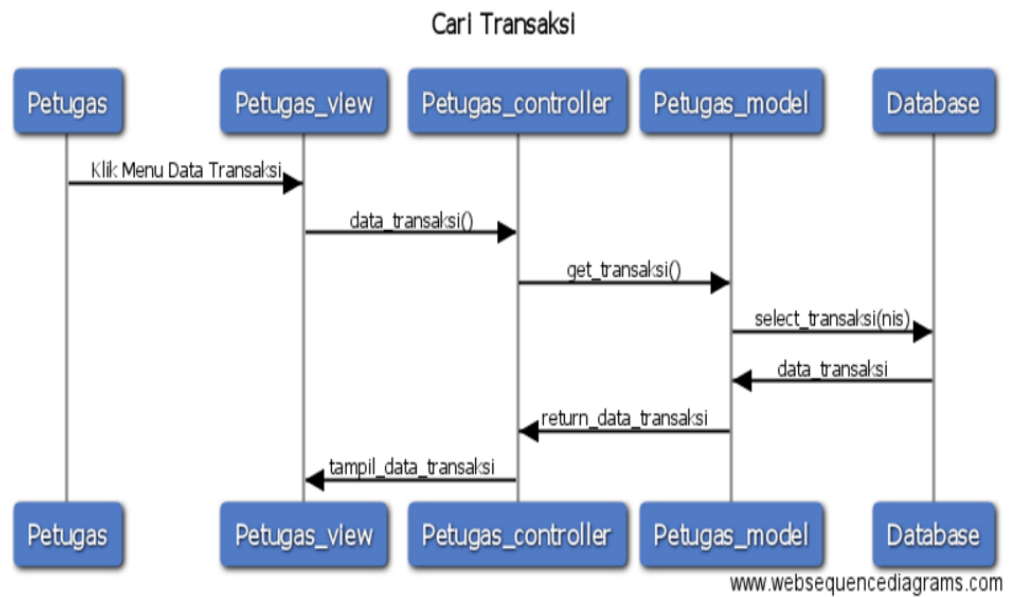 Cari Transaksi
Petugas
Petugas_view
Petugas_controller
Petugas_model
Database
Klik Menu Data Transaksi
data_transaksi()
get_transaksi()
select_transaksi(nis)
data_transaksi
return_data_transaksi
tampil_data_transaksi
Petugas
Petugas_view
Petugas_controller
Petugas_model
Database
www.websequencediagrams.com